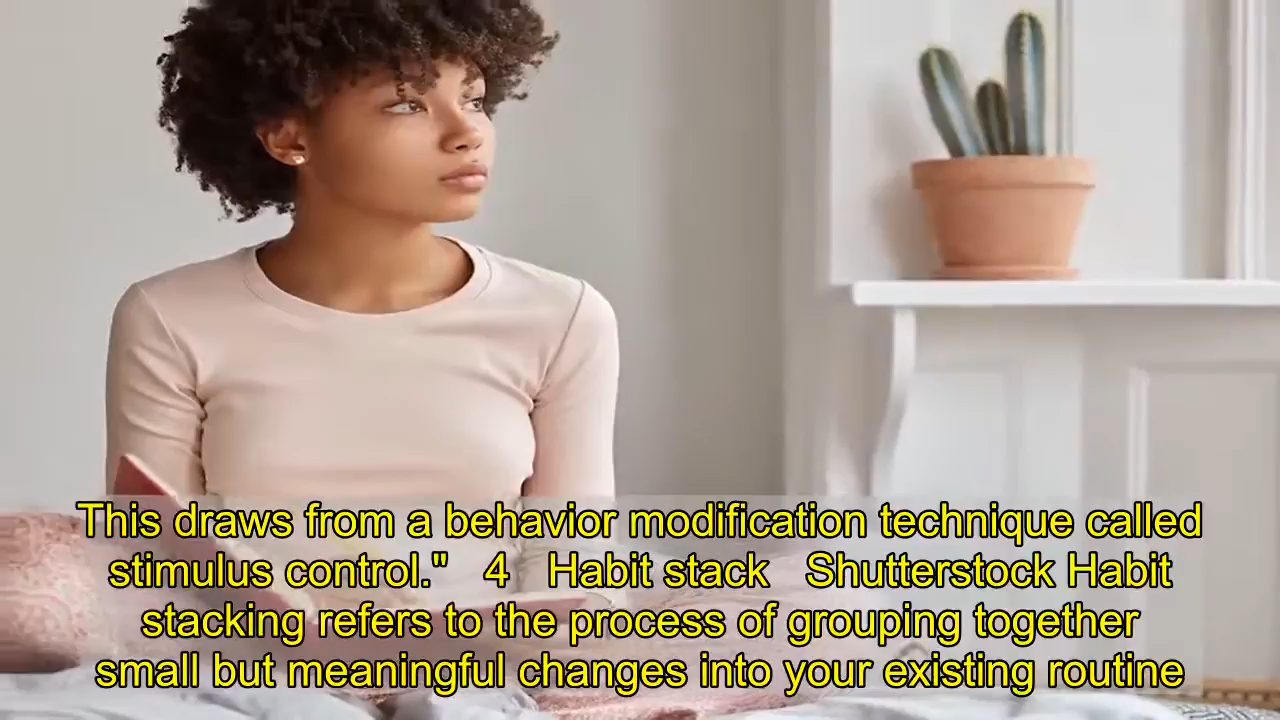 This draws from a behavior modification technique called
stimulus control." 4 Habit stack Shutterstock Habit
stacking refers to the process of grouping together
small but meaningful changes into your existing routine